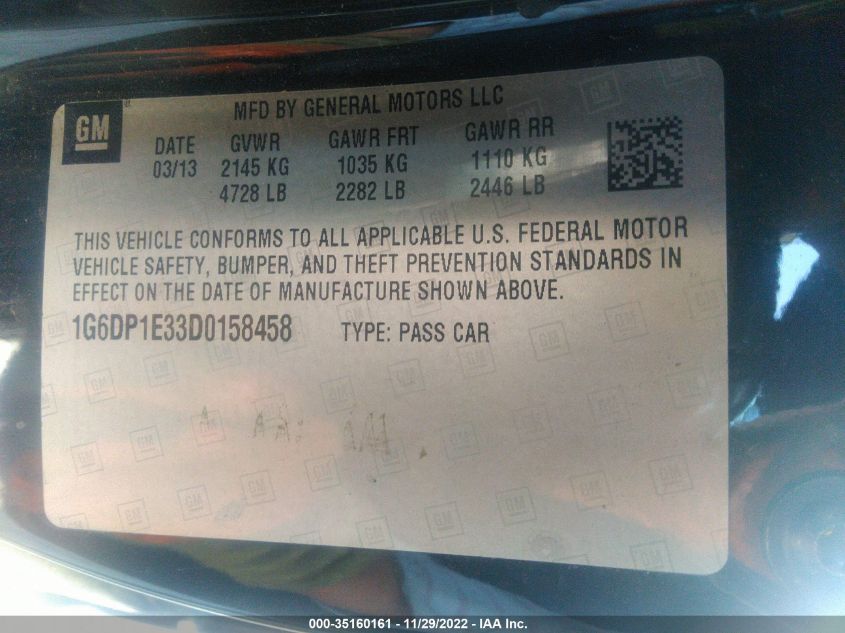 GM
MFD BY GENERAL MOTORS LLC
DATE GVWR GAWR FRT GAWR RR
03/13 2145 KG 1035 KG 1110 KG
4728 LB 2282 LB 2446 LB
THIS VEHICLE CONFORMS TO ALL APPLICABLE U.S. FEDERAL MOTOR
VEHICLE SAFETY, BUMPER, AND THEFT PREVENTION STANDARDS IN
EFFECT ON THE DATE OF MANUFACTURE SHOWN ABOVE.
1G6DP1E33D0158458 TYPE: PASS CAR
000-35160161 - 11/29/2022 - IAA Inc.